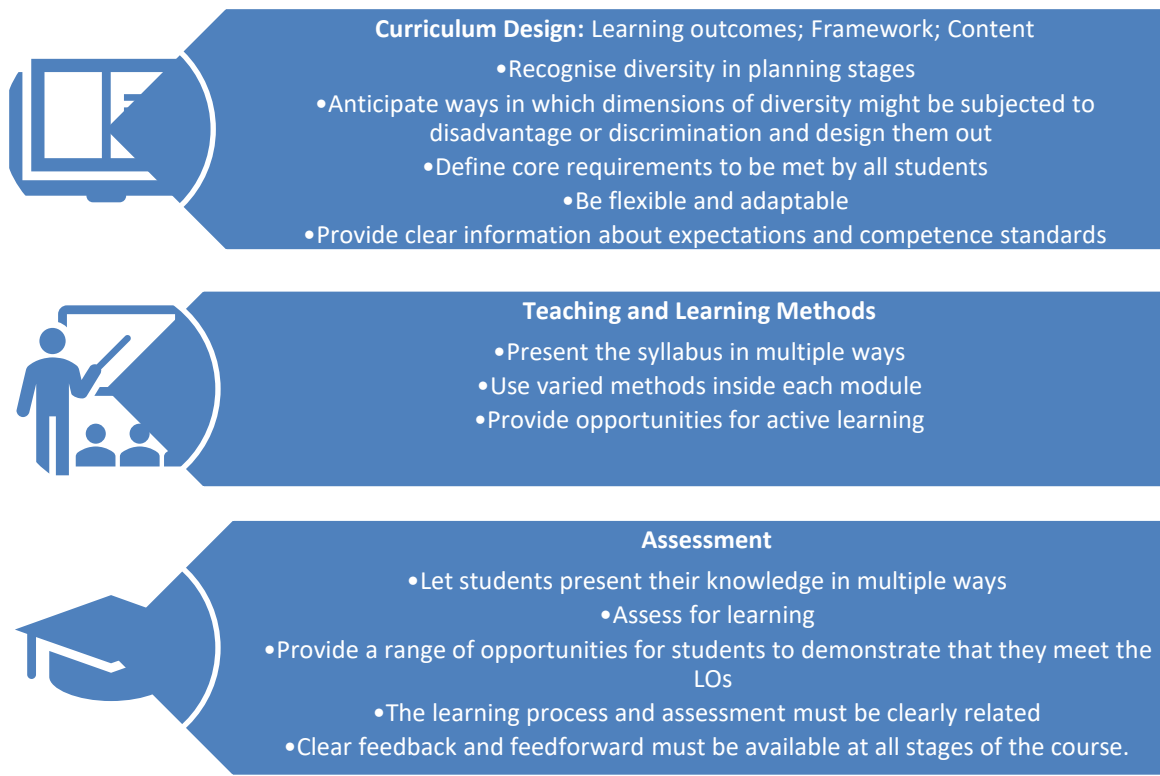 Curriculum Design: Learning outcomes; Framework; Content
•Recognise diversity in planning stages
•Anticipate ways in which dimensions of diversity might be subjected to
disadvantage or discrimination and design them out
•Define core requirements to be met by all students
•Be flexible and adaptable
•Provide clear information about expectations and competence standards
Teaching and Learning Methods
•Present the syllabus in multiple ways
•Use varied methods inside each module
•Provide opportunities for active learning
Assessment
•Let students present their knowledge in multiple ways
•Assess for learning
•Provide a range of opportunities for students to demonstrate that they meet the
LOs
•The learning process and assessment must be clearly related
•Clear feedback and feedforward must be available at all stages of the course.